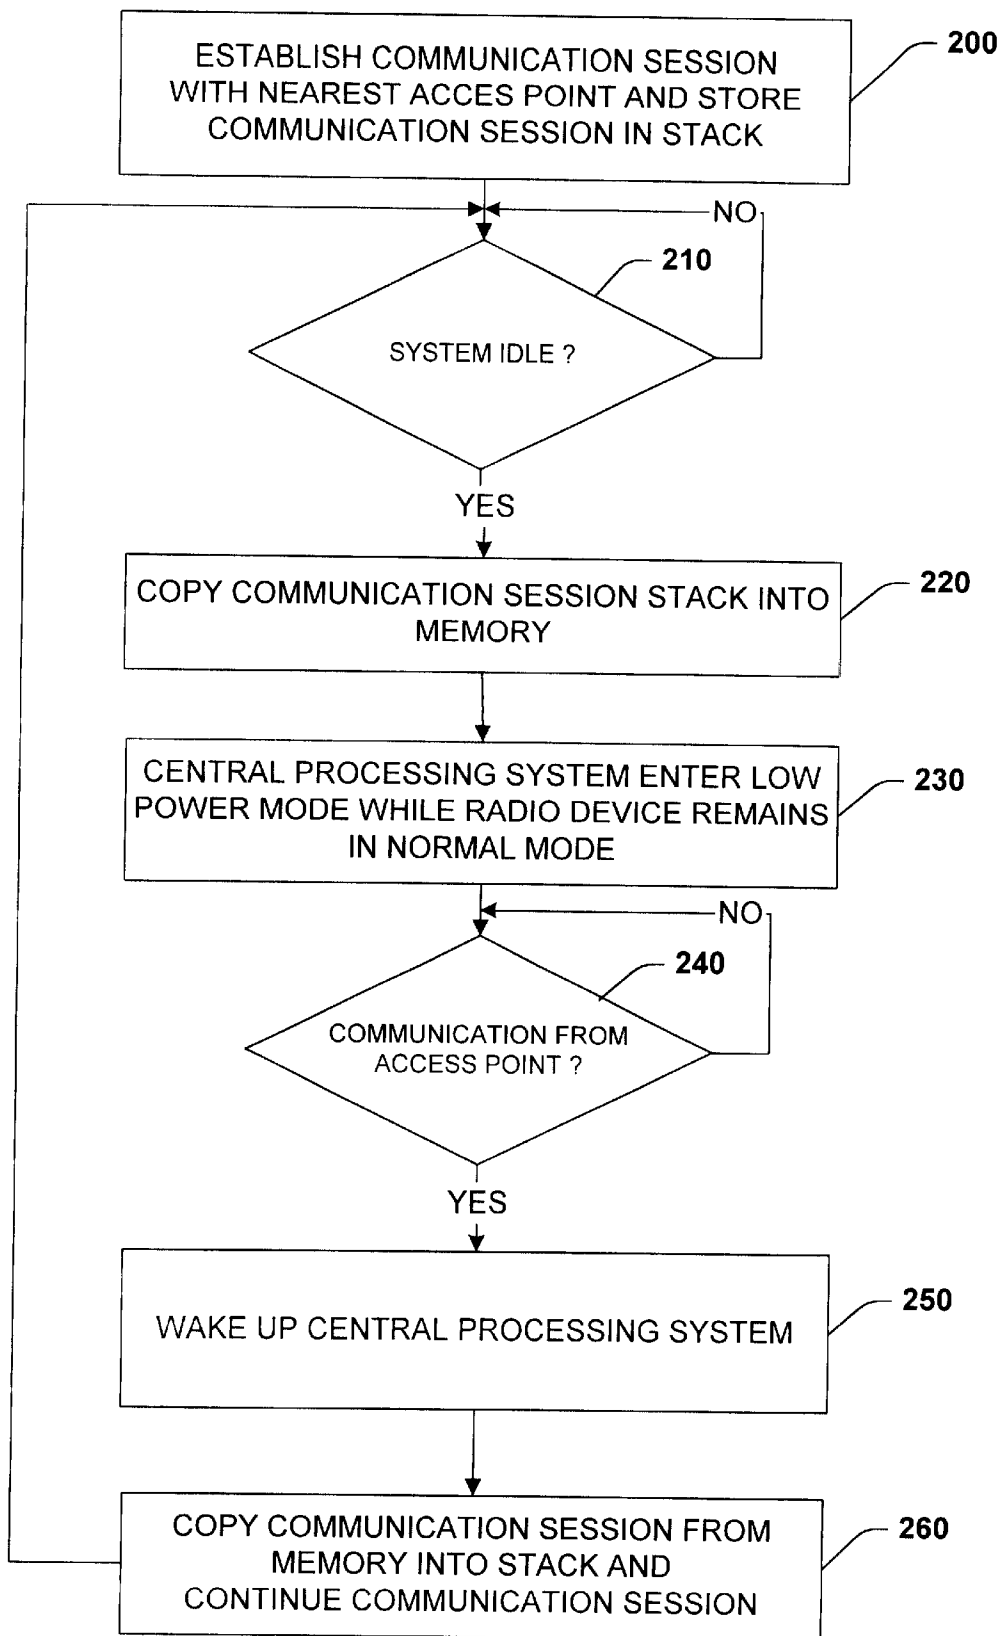 ESTABLISH COMMUNICATION SESSION
WITH NEAREST ACCES POINT AND STORE
COMMUNICATION SESSION IN STACK
200
NO
210
SYSTEM IDLE ?
YES
COPY COMMUNICATION SESSION STACK INTO
MEMORY
220
CENTRAL PROCESSING SYSTEM ENTER LOW
POWER MODE WHILE RADIO DEVICE REMAINS
IN NORMAL MODE
230
NO
240
COMMUNICATION FROM
ACCESS POINT ?
YES
WAKE UP CENTRAL PROCESSING SYSTEM
250
COPY COMMUNICATION SESSION FROM
MEMORY INTO STACK AND
CONTINUE COMMUNICATION SESSION
260